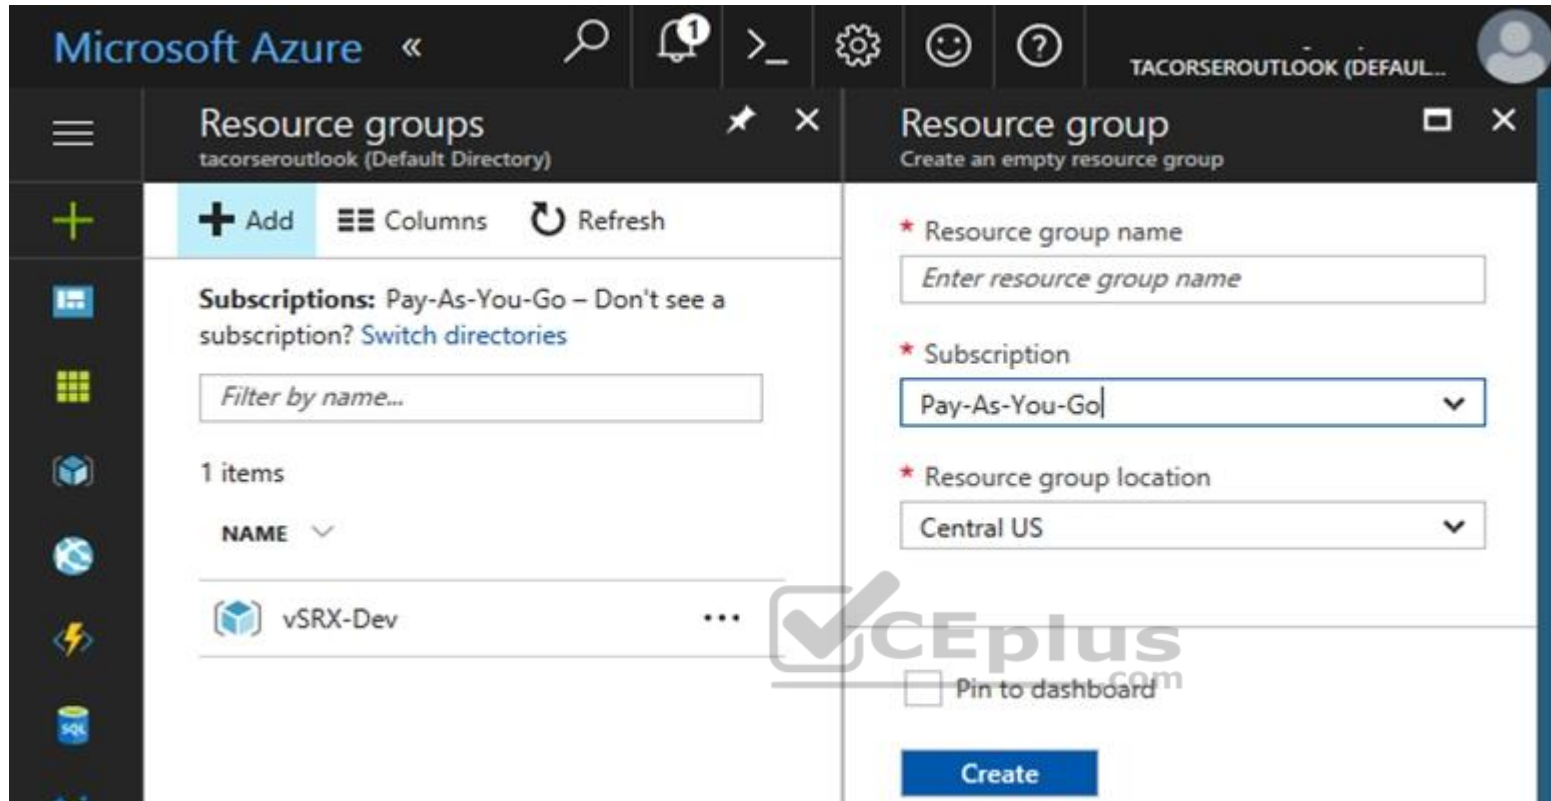 Microsoft Azure «
1
TACORSEROUTLOOK (DEFAUL...
Resource groups
tacorseroutlook (Default Directory)
Add
Columns
Refresh
Subscriptions: Pay-As-You-Go – Don't see a
subscription? Switch directories
Filter by name...
1 items
NAME
vSRX-Dev
...
Resource group
Create an empty resource group
* Resource group name
Enter resource group name
* Subscription
Pay-As-You-Go
* Resource group location
Central US
Pin to dashboard
Create
SQL
CEplus
.com